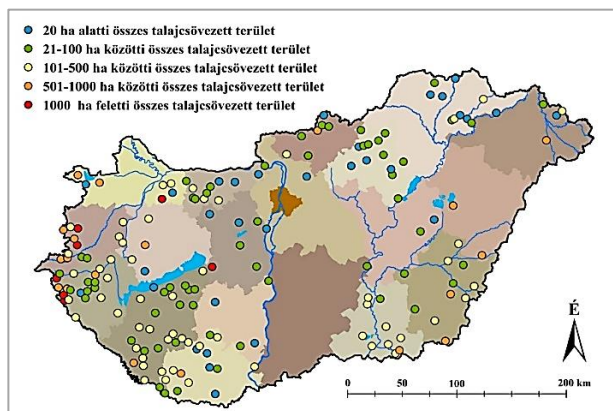 20 ha alatti összes talajcsövezett terület
21-100 ha közötti összes talajcsövezett terület
101-500 ha közötti összes talajcsövezett terület
501-1000 ha közötti összes talajcsövezett terület
1000 ha feletti összes talajcsövezett terület
É
0 50 100 200 km